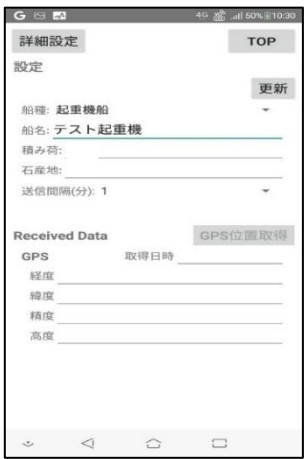 4G 50% 10:30
詳細設定 TOP
設定
更新
船種: 起重機船
船名: テスト起重機
積み荷:
石産地:
送信間隔(分): 1
Received Data GPS位置取得
GPS 取得日時
経度
緯度
精度
高度